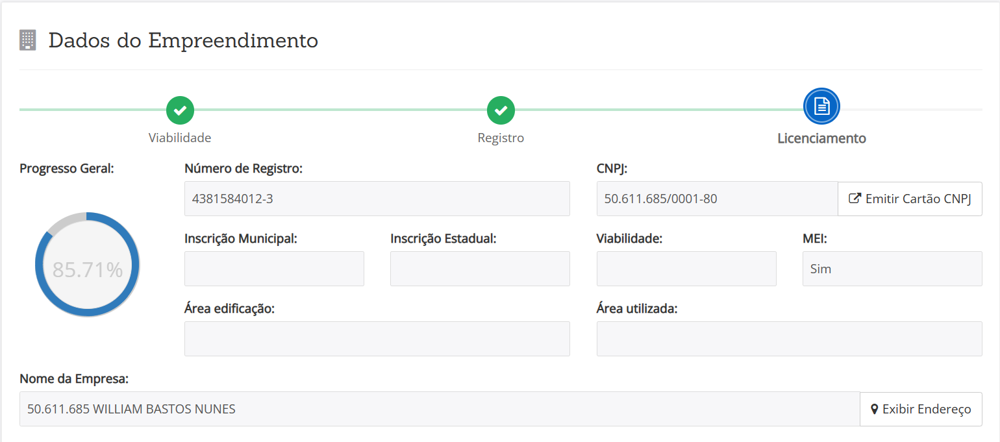 Dados do Empreendimento
Viabilidade
Registro
Licenciamento
Progresso Geral:
85.71%
Número de Registro:
4381584012-3
CNPJ:
50.611.685/0001-80
Emitir Cartão CNPJ
Inscrição Municipal:
Inscrição Estadual:
Viabilidade:
MEI:
Sim
Área edificação:
Área utilizada:
Nome da Empresa:
50.611.685 WILLIAM BASTOS NUNES
Exibir Endereço